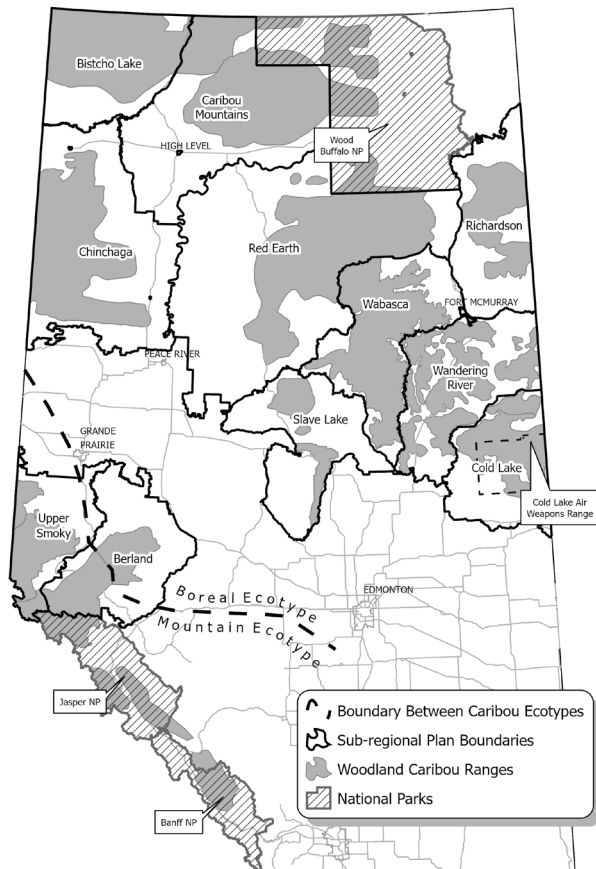 Bistcho Lake
Caribou
Mountains
Wood
Buffalo NP
HIGH LEVEL
Richardson
Chinchaga
Red Earth
Wabasca
FORT MCMURRAY
PEACE RIVER
Wandering
River
Slave Lake
GRANDE
PRAIRIE
Cold Lake
Cold Lake Air
Weapons Range
Upper
Smoky
Berland
EDMONTON
Boreal Ecotype
Mountain Ecotype
Jasper NP
Banff NP
Boundary Between Caribou Ecotypes
Sub-regional Plan Boundaries
Woodland Caribou Ranges
National Parks